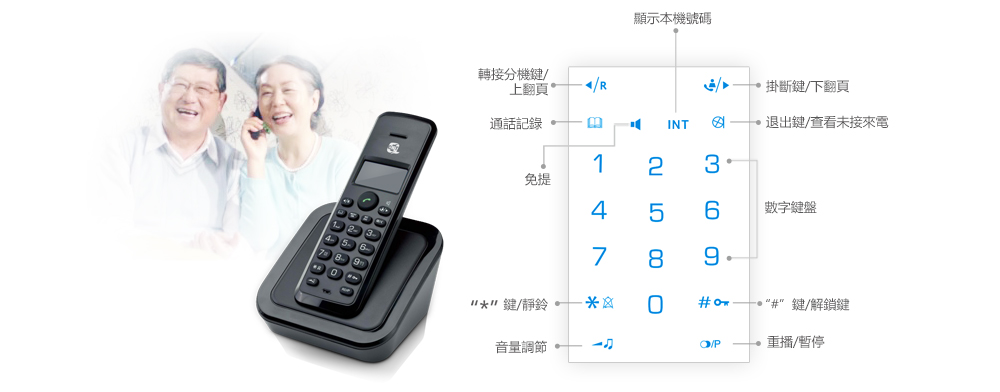 顯示本機號碼
轉接分機鍵/
上翻頁
◀/R
/▶
掛斷鍵/下翻頁
通話記錄
INT
退出鍵/查看未接來電
免提
1 2 3
4 5 6
數字鍵盤
7 8 9
"*" 鍵/靜鈴
* 0 #
"#" 鍵/解鎖鍵
音量調節
/P
重播/暫停